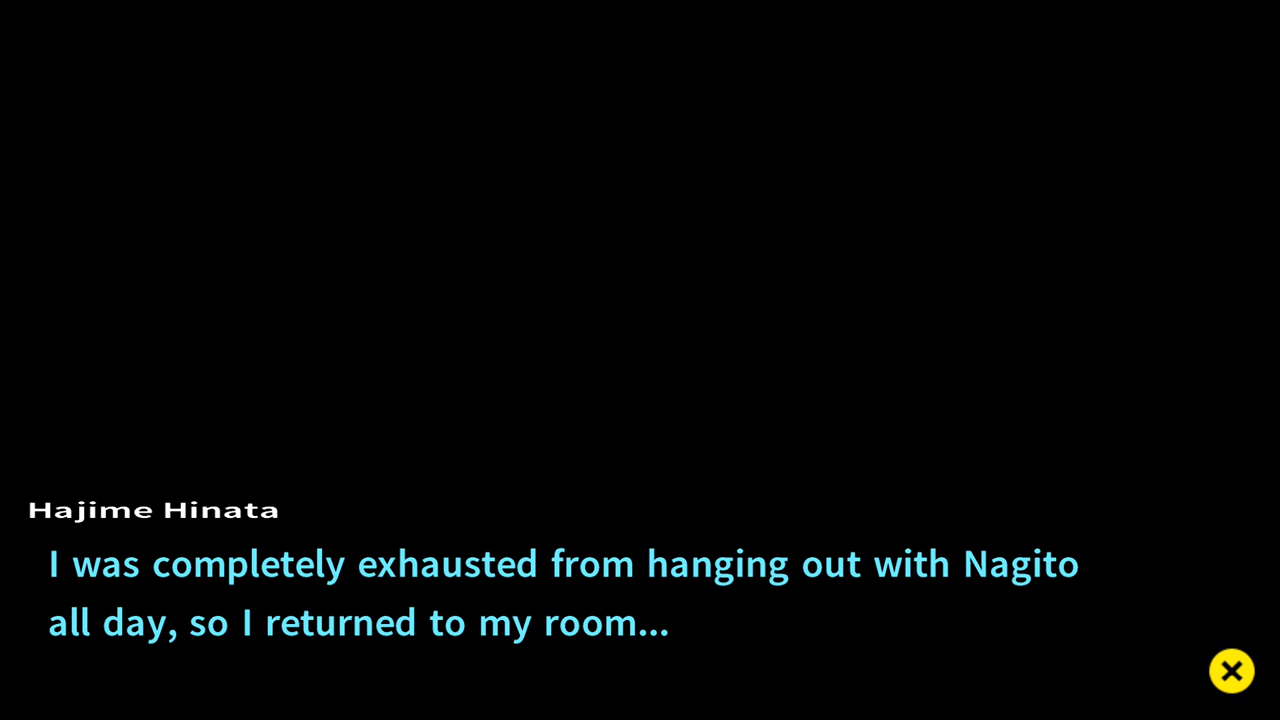 Hajime Hinata
I was completely exhausted from hanging out with Nagito
all day, so I returned to my room...